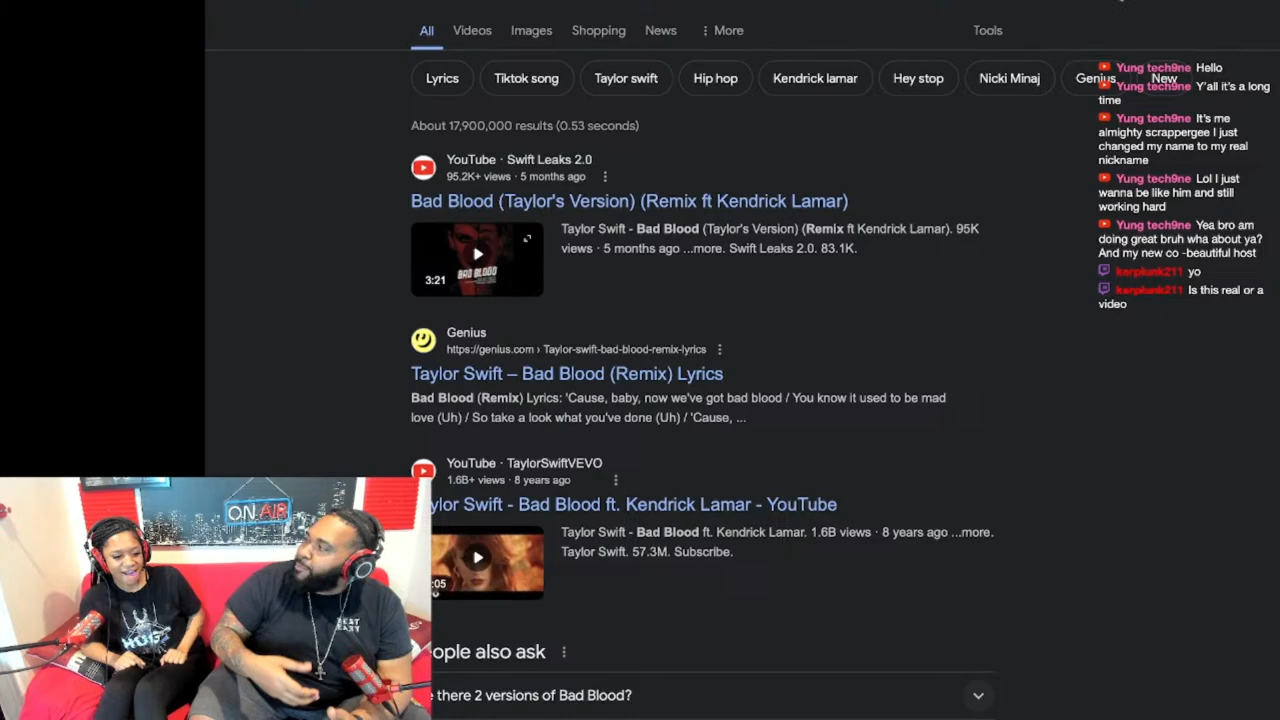 All Videos Images Shopping News More Tools
Lyrics Tiktok song Taylor swift Hip hop Kendrick lamar Hey stop Nicki Minaj Genius New
About 17,900,000 results (0.53 seconds)
YouTube · Swift Leaks 2.0
95.2K+ views · 5 months ago
Bad Blood (Taylor's Version) (Remix ft Kendrick Lamar)
BAD BLOOD
3:21
Taylor Swift - Bad Blood (Taylor's Version) (Remix ft Kendrick Lamar). 95K
views · 5 months ago ...more. Swift Leaks 2.0. 83.1K.
Genius
https://genius.com › Taylor-swift-bad-blood-remix-lyrics
Taylor Swift – Bad Blood (Remix) Lyrics
Bad Blood (Remix) Lyrics: 'Cause, baby, now we've got bad blood / You know it used to be mad
love (Uh) / So take a look what you've done (Uh) / 'Cause, ...
YouTube · TaylorSwiftVEVO
1.6B+ views · 8 years ago
ylor Swift - Bad Blood ft. Kendrick Lamar - YouTube
:05
Taylor Swift - Bad Blood ft. Kendrick Lamar. 1.6B views · 8 years ago ...more.
Taylor Swift. 57.3M. Subscribe.
ople also ask
e there 2 versions of Bad Blood?
Yung tech9ne Hello
Yung tech9ne Y'all it's a long
time
Yung tech9ne It's me
almighty scrappergee I just
changed my name to my real
nickname
Yung tech9ne Lol I just
wanna be like him and still
working hard
Yung tech9ne Yea bro am
doing great bruh wha about ya?
And my new co -beautiful host
kerplunk211 yo
kerplunk211 Is this real or a
video
ON AIR
BEAT